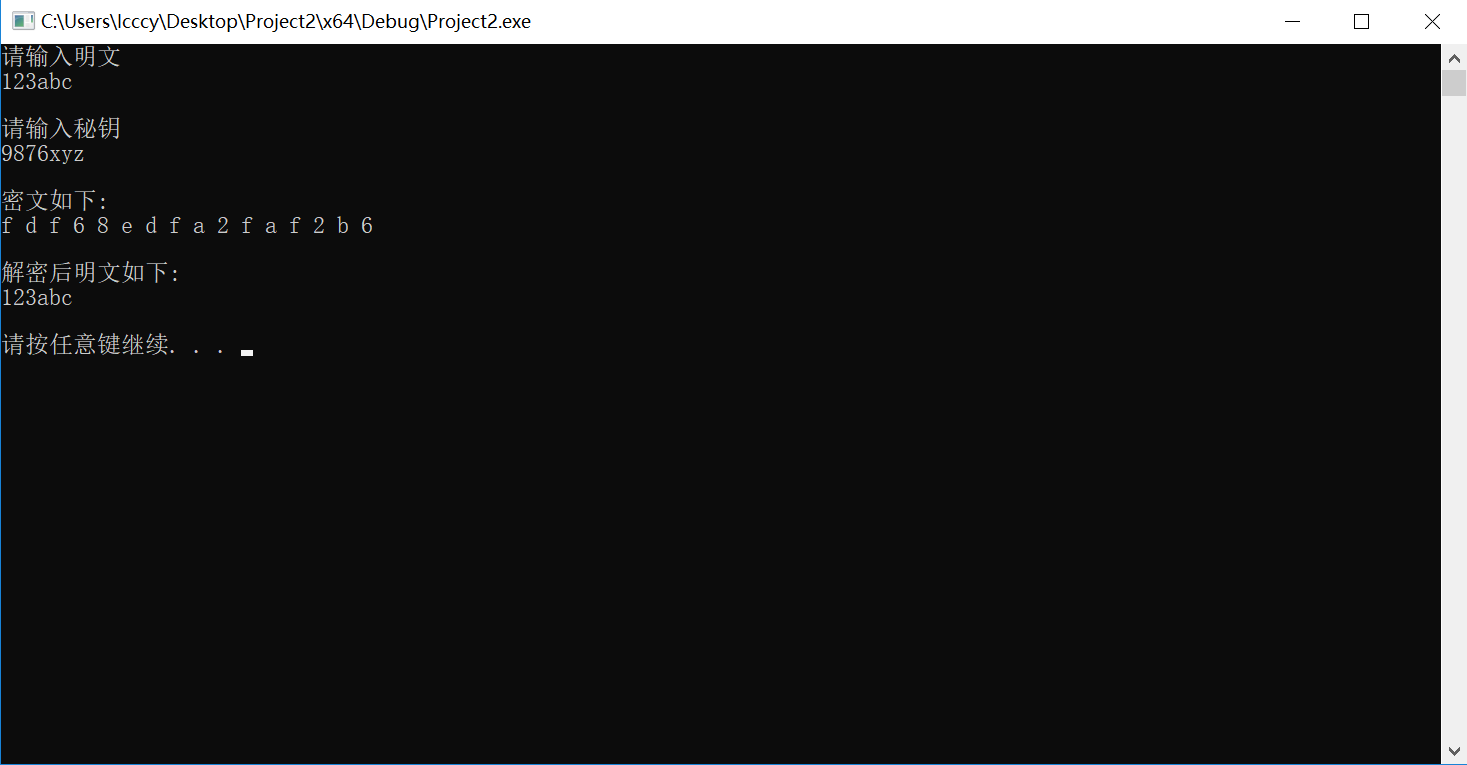 C:\Users\lcccy\Desktop\Project2\x64\Debug\Project2.exe
请输入明文
123abc
请输入秘钥
9876xyz
密文如下:
f d f 6 8 e d f a 2 f a f 2 b 6
解密后明文如下:
123abc
请按任意键继续. . .